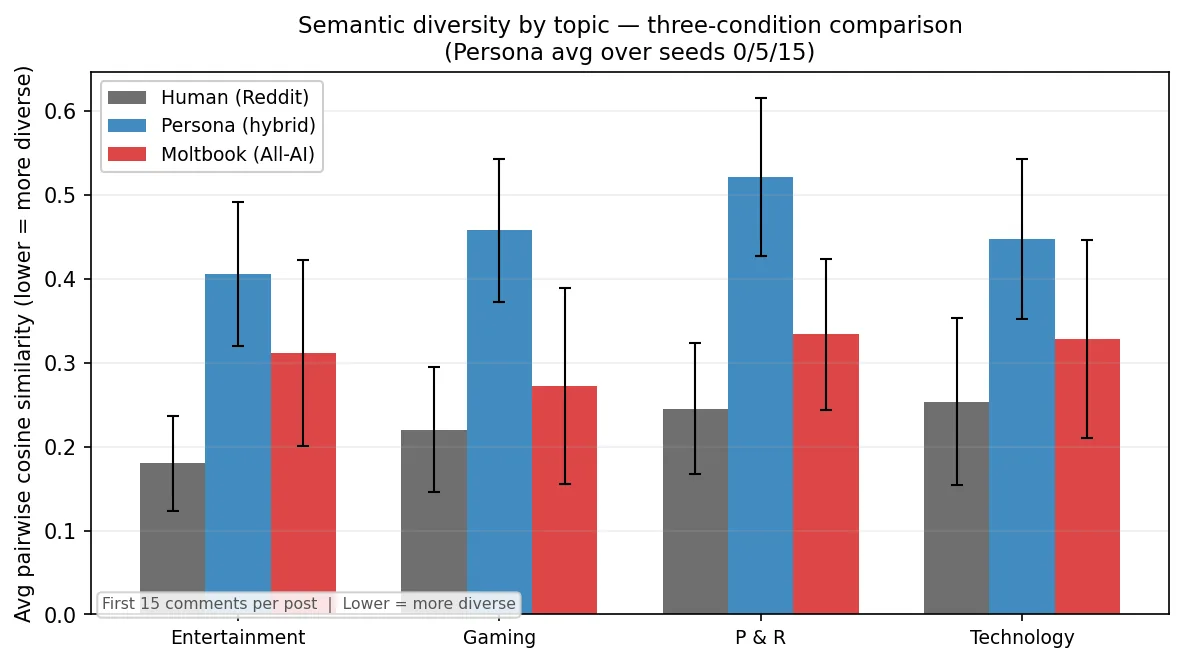 Semantic diversity by topic — three-condition comparison
(Persona avg over seeds 0/5/15)
Avg pairwise cosine similarity (lower = more diverse)
Human (Reddit)
Persona (hybrid)
Moltbook (All-AI)
0.6
0.5
0.4
0.3
0.2
0.1
0.0
First 15 comments per post | Lower = more diverse
Entertainment
Gaming
P & R
Technology